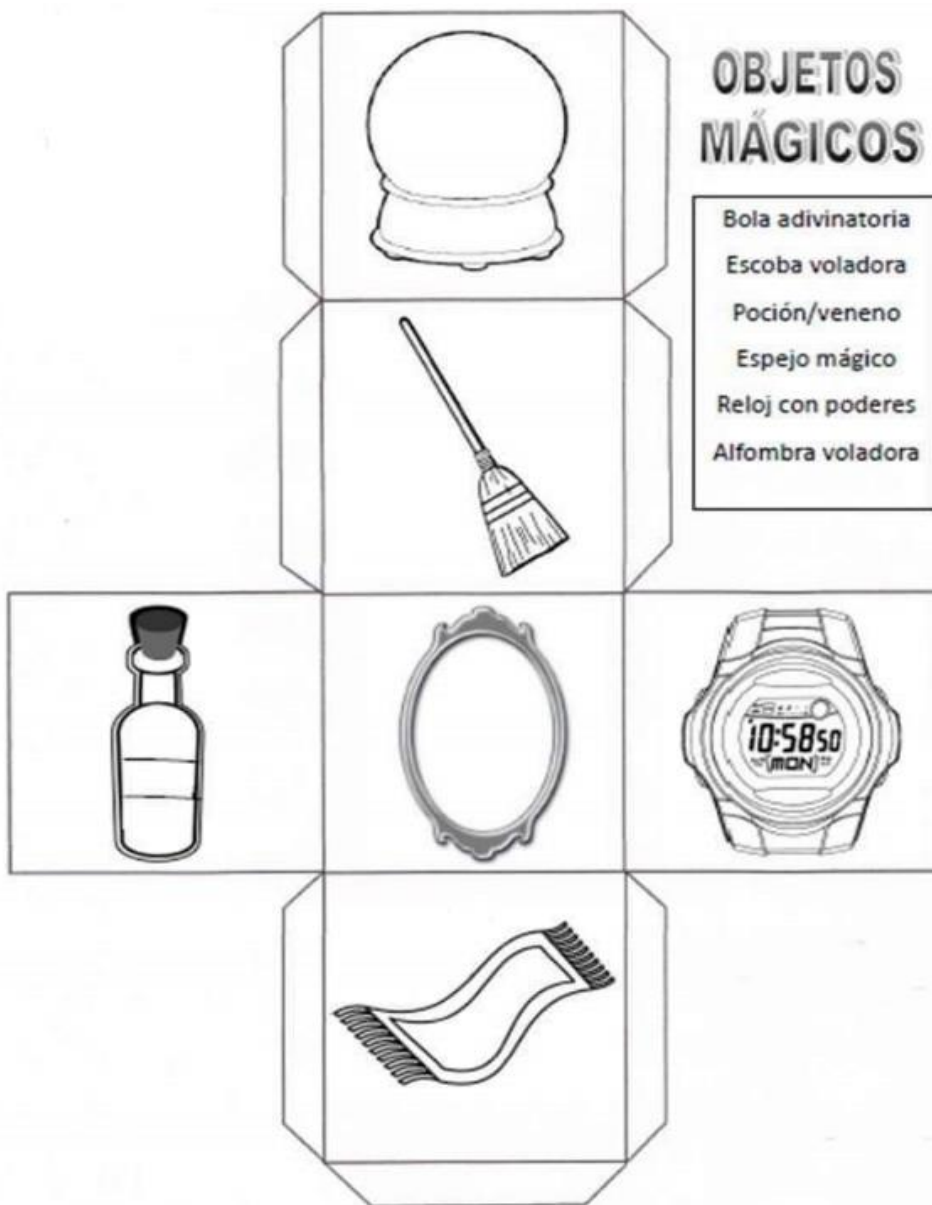 OBJETOS
MÁGICOS
Bola adivinatoria
Escoba voladora
Poción/veneno
Espejo mágico
Reloj con poderes
Alfombra voladora
10:58 50
MON